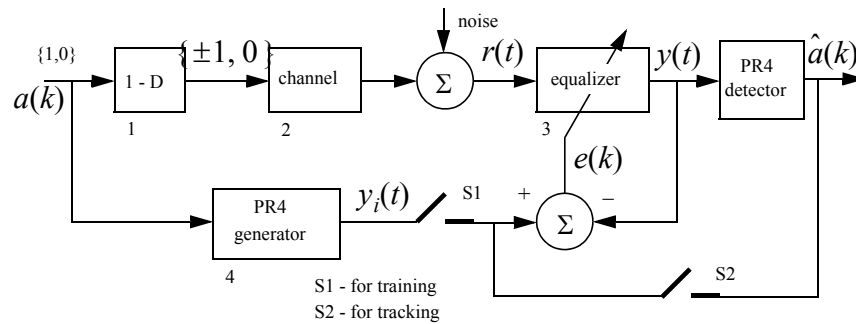 noise
{1,0}
{±1, 0}
r(t)
y(t)
â(k)
a(k)
1 - D
channel
Σ
equalizer
PR4
detector
1
2
3
e(k)
PR4
generator
4
y_i(t)
S1
+
Σ
−
S1 - for training
S2 - for tracking
S2